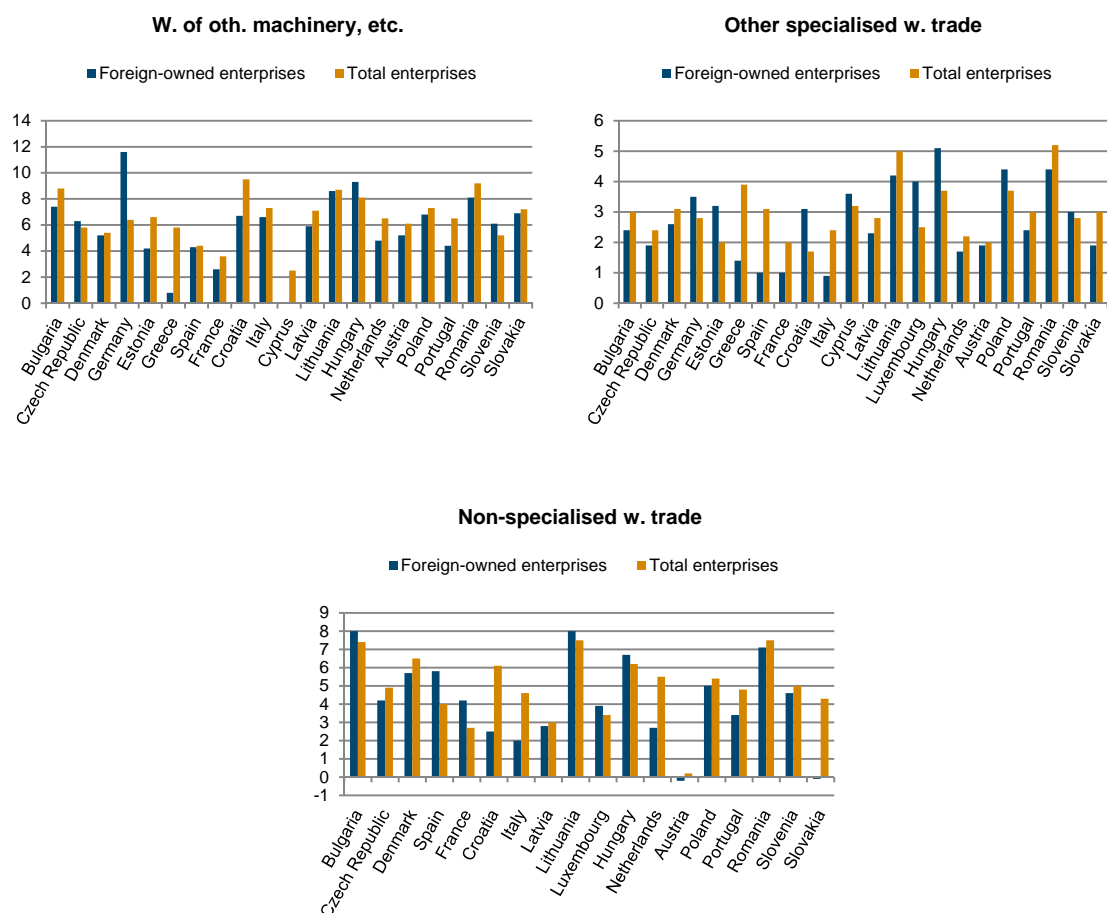 W. of oth. machinery, etc.
Foreign-owned enterprises Total enterprises
14
12
10
8
6
4
2
0
Bulgaria
Czech Republic
Denmark
Germany
Estonia
Greece
Spain
France
Croatia
Italy
Cyprus
Latvia
Lithuania
Hungary
Netherlands
Austria
Poland
Portugal
Romania
Slovenia
Slovakia
Other specialised w. trade
Foreign-owned enterprises Total enterprises
6
5
4
3
2
1
0
Bulgaria
Czech Republic
Denmark
Germany
Estonia
Greece
Spain
France
Croatia
Italy
Cyprus
Latvia
Lithuania
Luxembourg
Hungary
Netherlands
Austria
Poland
Portugal
Romania
Slovenia
Slovakia
Non-specialised w. trade
Foreign-owned enterprises Total enterprises
9
8
7
6
5
4
3
2
1
0
-1
Bulgaria
Czech Republic
Denmark
Spain
France
Croatia
Italy
Latvia
Lithuania
Luxembourg
Hungary
Netherlands
Austria
Poland
Portugal
Romania
Slovenia
Slovakia